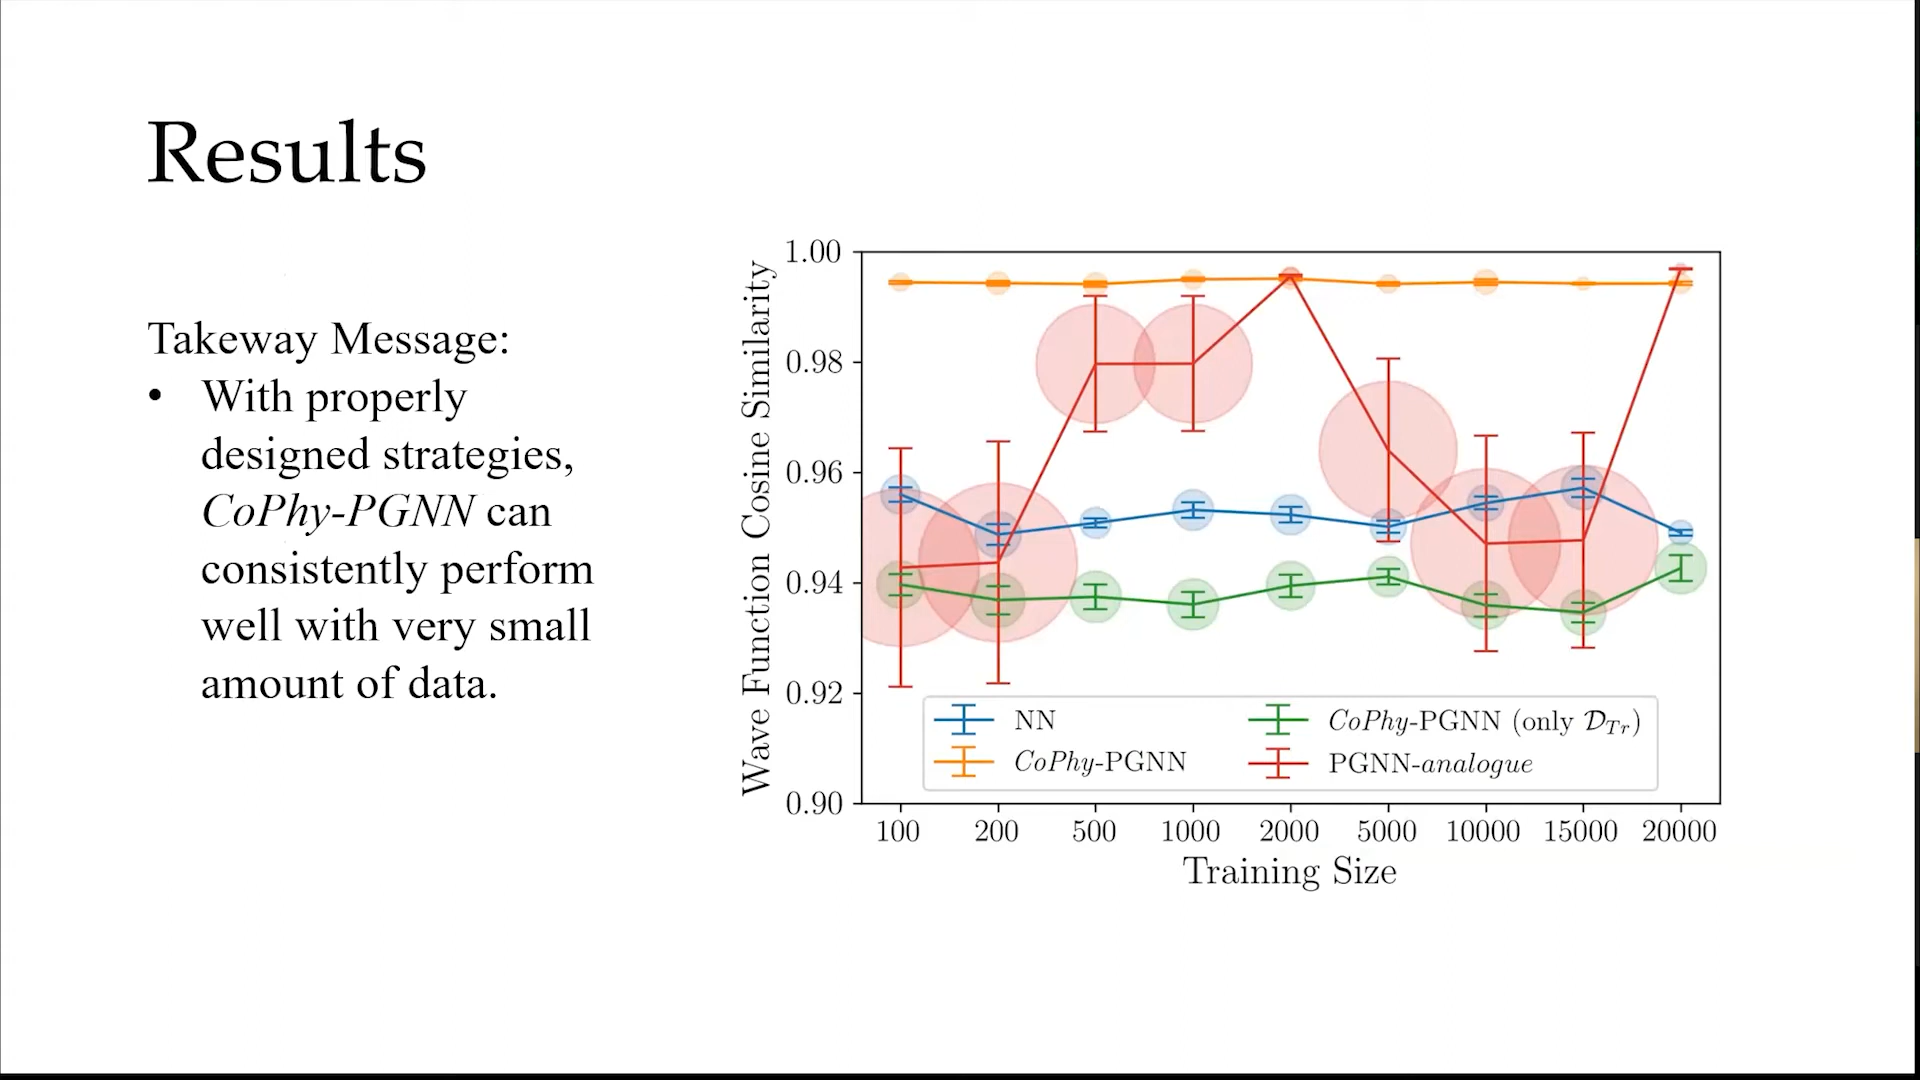 Results
Takeway Message:
• With properly
designed strategies,
CoPhy-PGNN can
consistently perform
well with very small
amount of data.
Wave Function Cosine Similarity
1.00
0.98
0.96
0.94
0.92
0.90
NN
CoPhy-PGNN
CoPhy-PGNN (only 𝒟Tr)
PGNN-analogue
100 200 500 1000 2000 5000 10000 15000 20000
Training Size